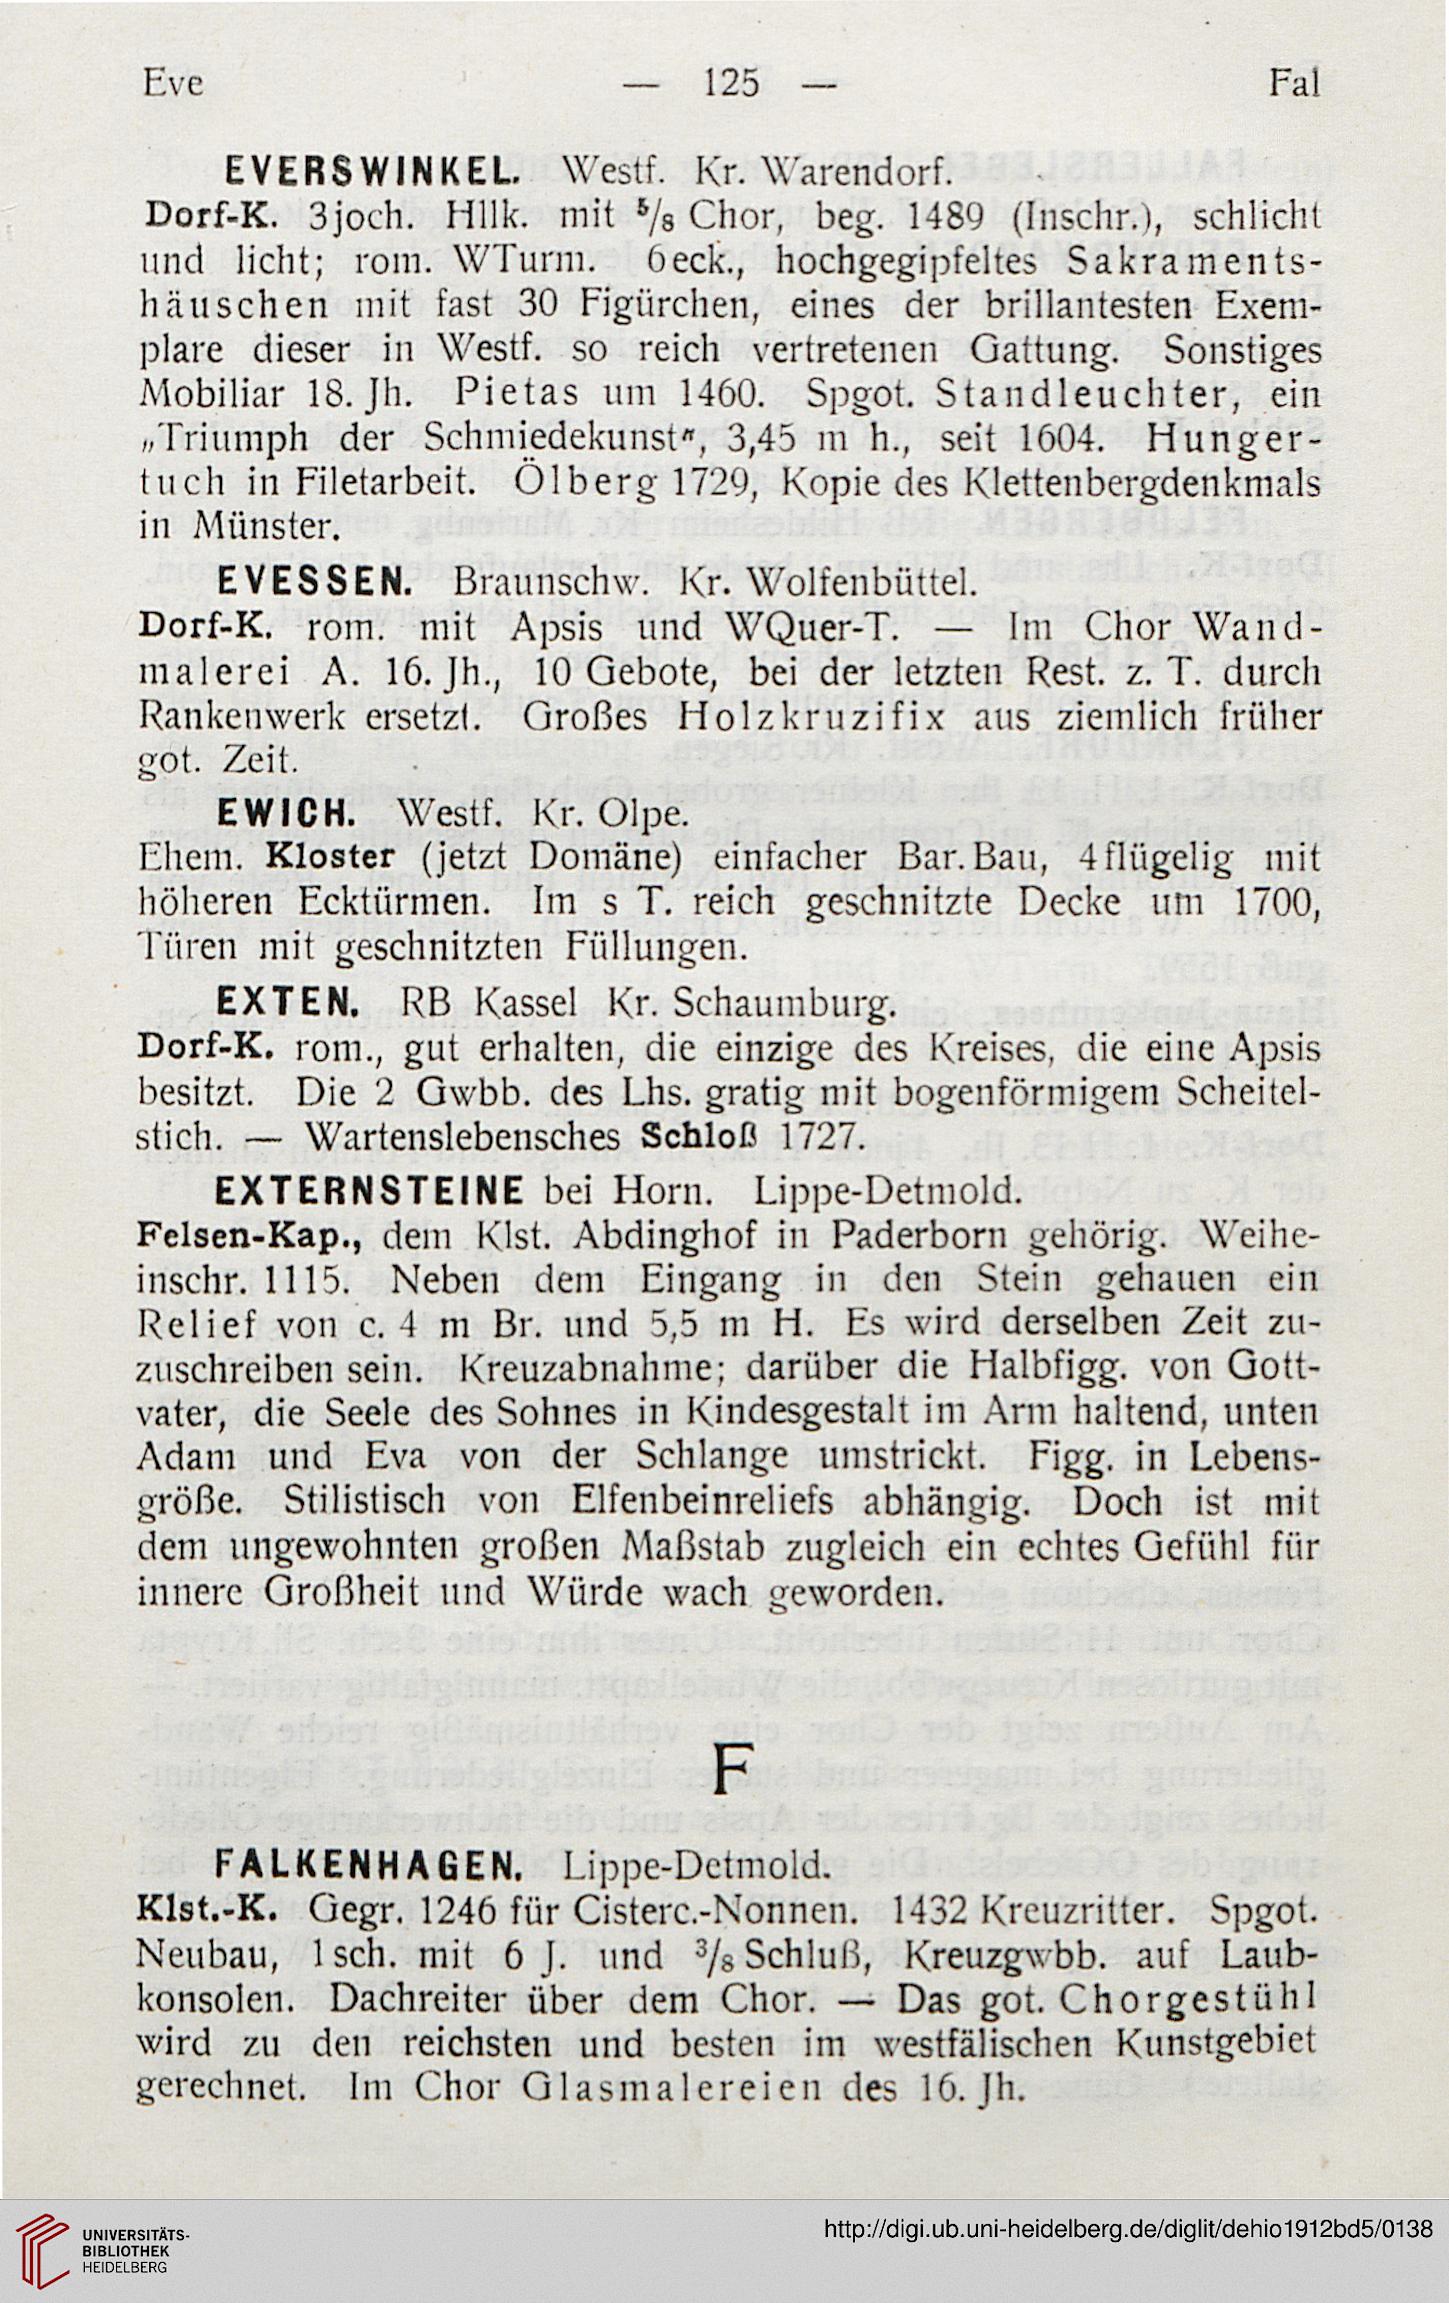 Eve — 125 — Fal
EVERSWINKEL. Westf. Kr. Warendorf.
Dorf-K. 3joch. Hllk. mit 5/8 Chor, beg. 1489 (Inschr.), schlicht
und licht; rom. WTurm. 6eck., hochgegipfeltes Sakraments-
häuschen mit fast 30 Figürchen, eines der brillantesten Exem-
plare dieser in Westf. so reich vertretenen Gattung. Sonstiges
Mobiliar 18. Jh. Pietas um 1460. Spgot. Standleuchter, ein
„Triumph der Schmiedekunst", 3,45 m h., seit 1604. Hunger-
tuch in Filetarbeit. Ölberg 1729, Kopie des Klettenbergdenkmals
in Münster.
EVESSEN. Braunschw. Kr. Wolfenbüttel.
Dorf-K. rom. mit Apsis und WQuer-T. — Im Chor Wand-
malerei A. 16. Jh., 10 Gebote, bei der letzten Rest. z. T. durch
Rankenwerk ersetzt. Großes Holzkruzifix aus ziemlich früher
got. Zeit.
EWICH. Westf. Kr. Olpe.
Ehem. Kloster (jetzt Domäne) einfacher Bar. Bau, 4flügelig mit
höheren Ecktürmen. Im s T. reich geschnitzte Decke um 1700,
Türen mit geschnitzten Füllungen.
EXTEN. RB Kassel Kr. Schaumburg.
Dorf-K. rom., gut erhalten, die einzige des Kreises, die eine Apsis
besitzt. Die 2 Gwbb. des Lhs. gratig mit bogenförmigem Scheitel-
stich. — Wartenslebensches Schloß 1727.
EXTERNSTEINE bei Horn. Lippe-Detmold.
Felsen-Kap., dem Klst. Abdinghof in Paderborn gehörig. Weihe-
inschr. 1115. Neben dem Eingang in den Stein gehauen ein
Relief von c. 4 m Br. und 5,5 m H. Es wird derselben Zeit zu-
zuschreiben sein. Kreuzabnahme; darüber die Halbfigg. von Gott-
vater, die Seele des Sohnes in Kindesgestalt im Arm haltend, unten
Adam und Eva von der Schlange umstrickt. Figg. in Lebens-
größe. Stilistisch von Elfenbeinreliefs abhängig. Doch ist mit
dem ungewohnten großen Maßstab zugleich ein echtes Gefühl für
innere Großheit und Würde wach geworden.
F
FALKENHAGEN. Lippe-Detmold.
Klst.-K. Gegr. 1246 für Cisterc.-Nonnen. 1432 Kreuzritter. Spgot.
Neubau, 1sch. mit 6 J. und 3/8 Schluß, Kreuzgwbb. auf Laub-
konsolen. Dachreiter über dem Chor. — Das got. Chorgestühl
wird zu den reichsten und besten im westfälischen Kunstgebiet
gerechnet. Im Chor Glasmalereien des 16. Jh.
UNIVERSITÄTS-
BIBLIOTHEK
HEIDELBERG
http://digi.ub.uni-heidelberg.de/diglit/dehio1912bd5/0138